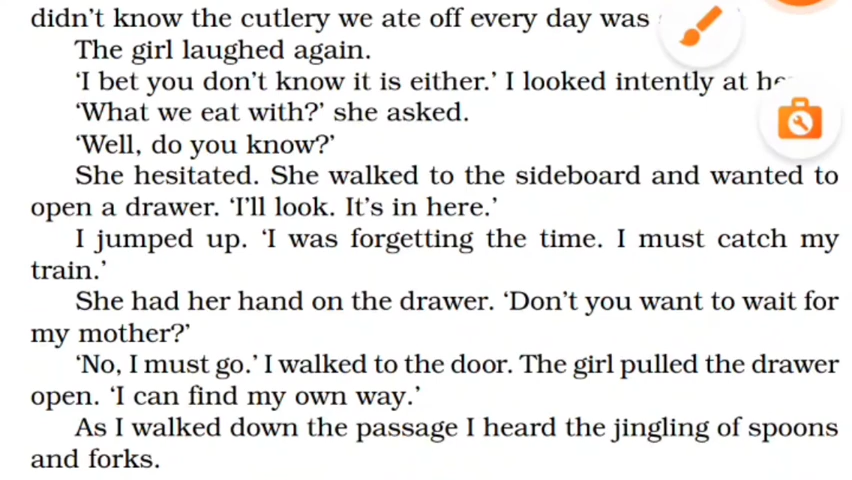 didn't know the cutlery we ate off every day was
The girl laughed again.
'I bet you don't know it is either.' I looked intently at
'What we eat with?' she asked.
'Well, do you know?'
She hesitated. She walked to the sideboard and wanted to
open a drawer. 'I'll look. It's in here.'
I jumped up. 'I was forgetting the time. I must catch my
train.'
She had her hand on the drawer. 'Don't you want to wait for
my mother?'
'No, I must go.' I walked to the door. The girl pulled the drawer
open. 'I can find my own way.'
As I walked down the passage I heard the jingling of spoons
and forks.